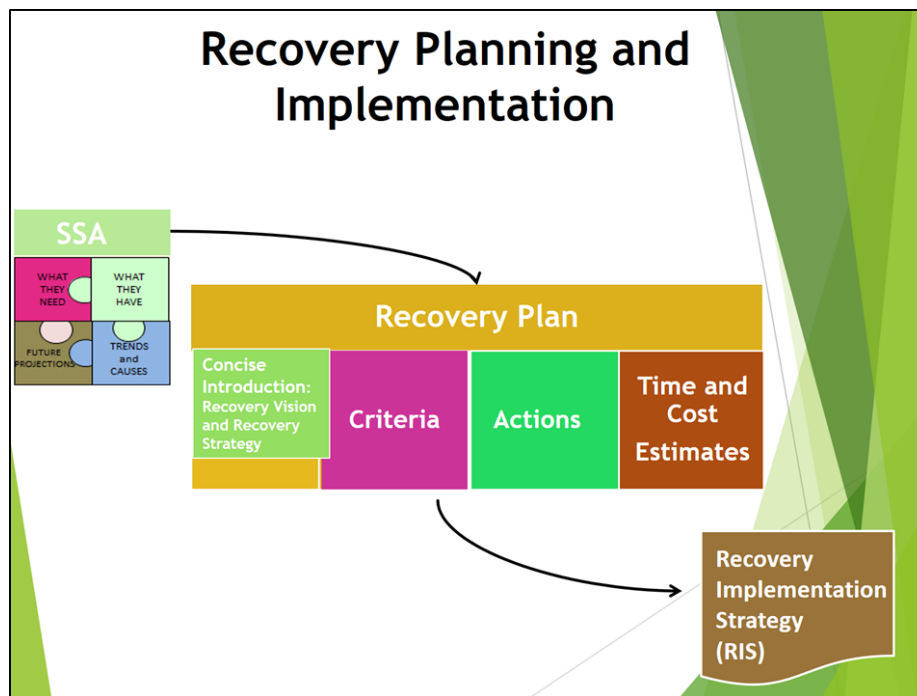 Recovery Planning and
Implementation
SSA
WHAT
THEY
NEED
WHAT
THEY
HAVE
FUTURE
PROJECTIONS
TRENDS
and
CAUSES
Recovery Plan
Concise
Introduction:
Recovery Vision
and Recovery
Strategy
Criteria
Actions
Time and
Cost
Estimates
Recovery
Implementation
Strategy
(RIS)